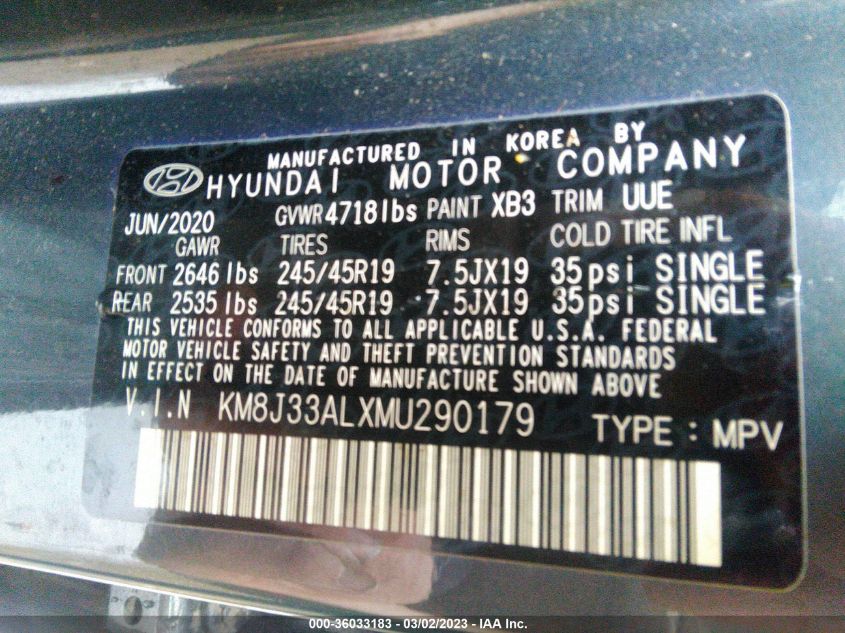 MANUFACTURED IN KOREA BY
HYUNDAI MOTOR COMPANY
JUN/2020 GVWR 4718lbs PAINT XB3 TRIM UUE
GAWR TIRES RIMS COLD TIRE INFL
FRONT 2646 lbs 245/45R19 7.5JX19 35psi SINGLE
REAR 2535 lbs 245/45R19 7.5JX19 35psi SINGLE
THIS VEHICLE CONFORMS TO ALL APPLICABLE U.S.A. FEDERAL
MOTOR VEHICLE SAFETY AND THEFT PREVENTION STANDARDS
IN EFFECT ON THE DATE OF MANUFACTURE SHOWN ABOVE
V.I.N KM8J33ALXMU290179 TYPE : MPV
000-36033183 - 03/02/2023 - IAA Inc.